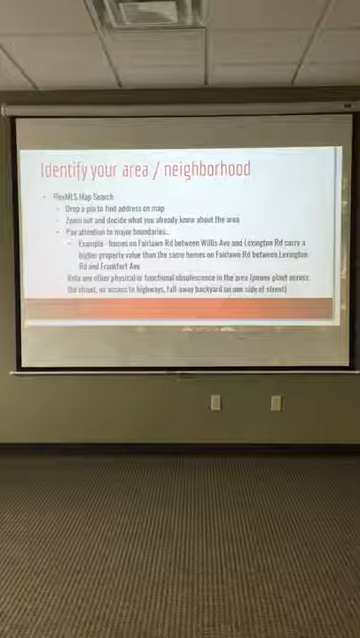 Identify your area / neighborhood
FlexMLS Map Search
Drop a pin to find address on map
Zoom out and decide what you already know about the area
Pay attention to major boundaries...
Example - homes on Fairlawn Rd between Willis Ave and Lexington Rd carry a
higher property value than the same homes on Fairlawn Rd between Lexington
Rd and Frankfort Ave
Note any other physical or functional obsolescence in the area (power plant across
the street, no access to highways, fall-away backyard on one side of street)